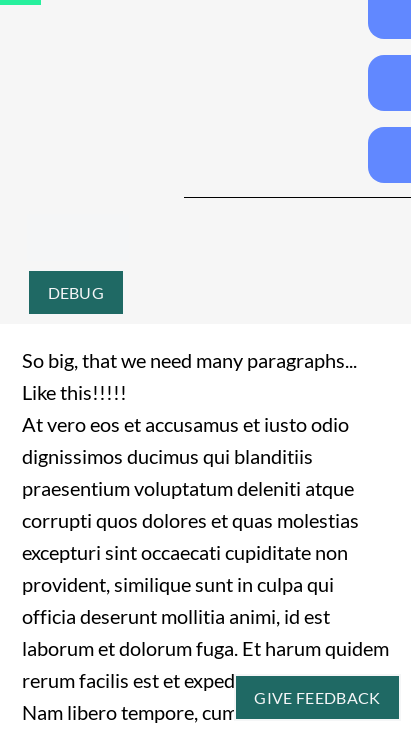 DEBUG
So big, that we need many paragraphs...
Like this!!!!!
At vero eos et accusamus et iusto odio
dignissimos ducimus qui blanditiis
praesentium voluptatum deleniti atque
corrupti quos dolores et quas molestias
excepturi sint occaecati cupiditate non
provident, similique sunt in culpa qui
officia deserunt mollitia animi, id est
laborum et dolorum fuga. Et harum quidem
rerum facilis est et exped
Nam libero tempore, cum
GIVE FEEDBACK